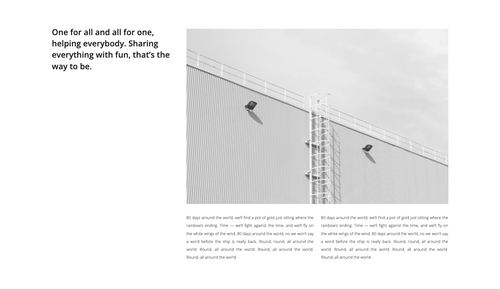 One for all and all for one,
helping everybody. Sharing
everything with fun, that's the
way to be.
80 days around the world, we'll find a pot of gold just sitting where the
rainbow's ending. Time — we'll fight against the time, and we'll fly on
the white wings of the wind. 80 days around the world, no we won't say
a word before the ship is really back. Round, round, all around the
world. Round, all around the world. Round, all around the world.
Round, all around the world.
80 days around the world, we'll find a pot of gold just sitting where the
rainbow's ending. Time — we'll fight against the time, and we'll fly on
the white wings of the wind. 80 days around the world, no we won't say
a word before the ship is really back. Round, round, all around the
world. Round, all around the world. Round, all around the world.
Round, all around the world.